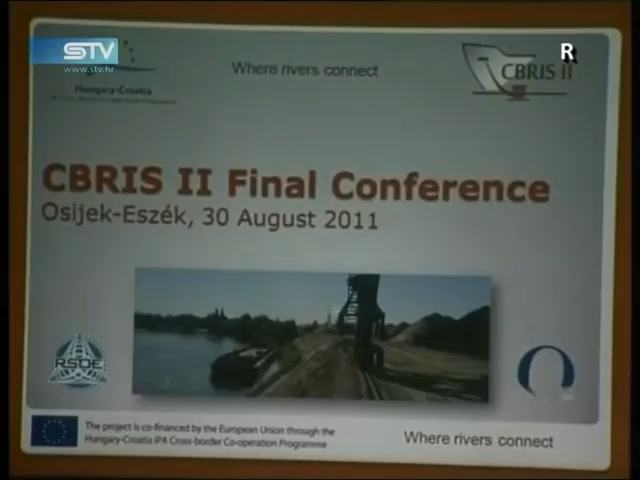 STV
www.stv.hr
R
Where rivers connect
CBRIS II
Hungary-Croatia
CBRIS II Final Conference
Osijek-Eszék, 30 August 2011
RSOE
The project is co-financed by the European Union through the
Hungary-Croatia IPA Cross-border Co-operation Programme
Where rivers connect